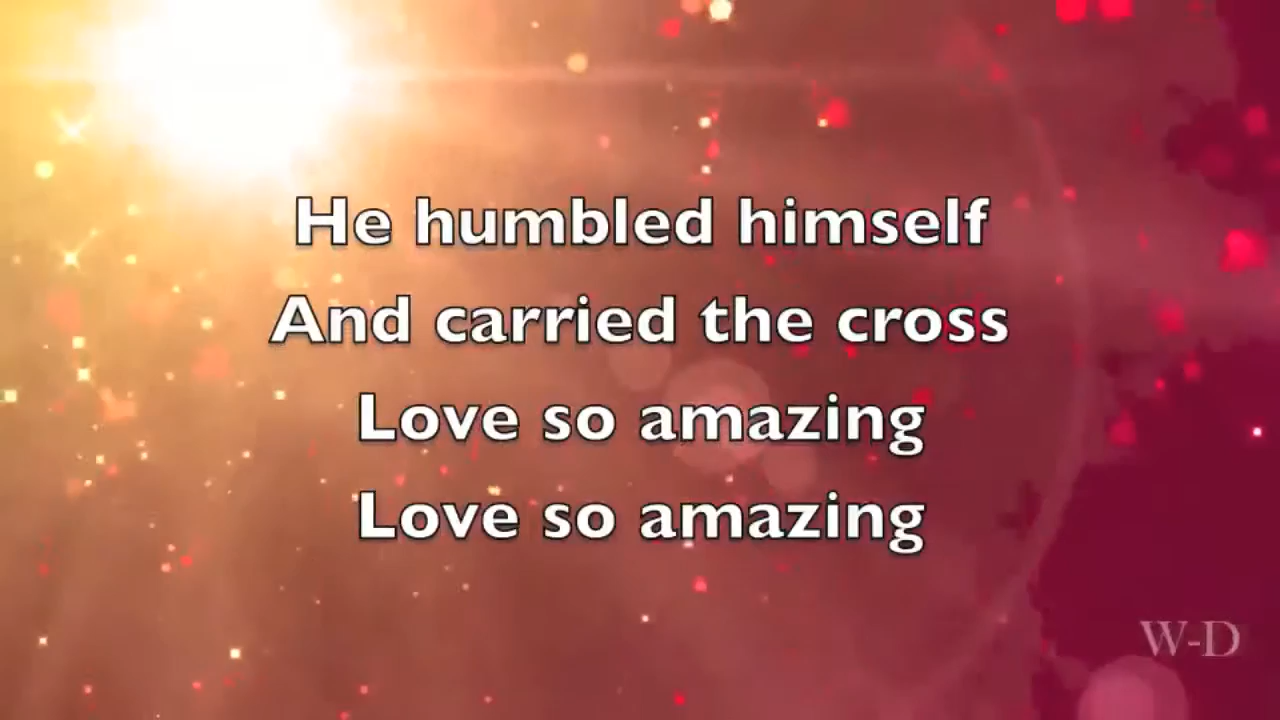 He humbled himself
And carried the cross
Love so amazing
Love so amazing
W-D